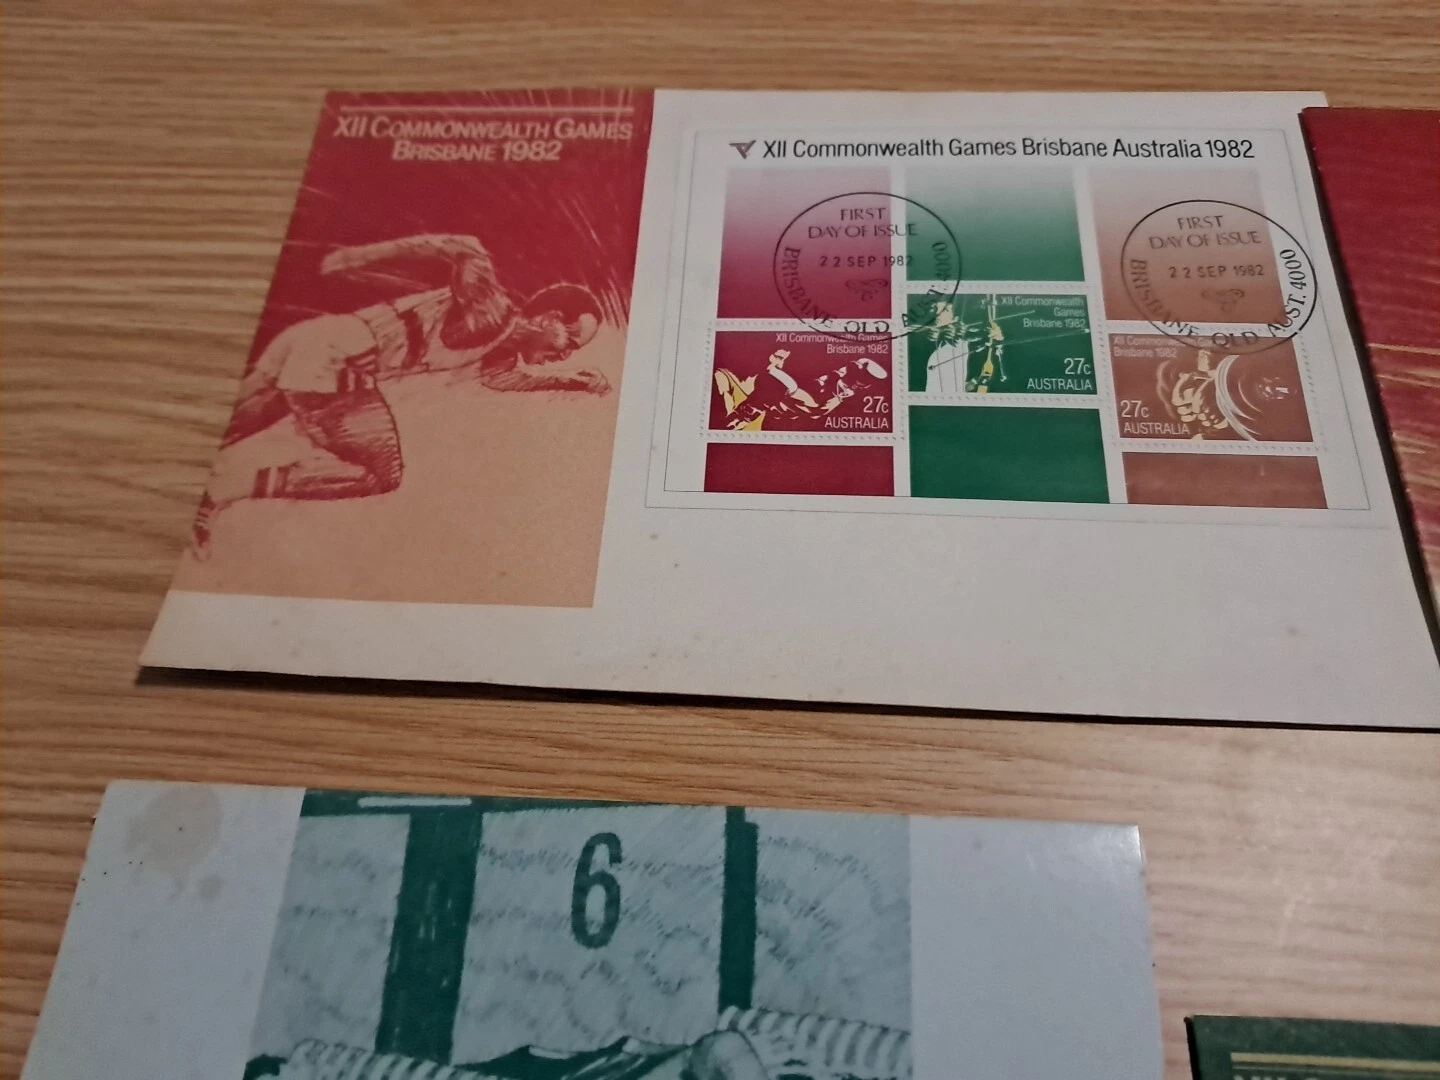 XII COMMONWEALTH GAMES
BRISBANE 1982
XII Commonwealth Games Brisbane Australia 1982
FIRST
DAY OF ISSUE
22 SEP 1982
BRISBANE QLD AUST. 4000
FIRST
DAY OF ISSUE
22 SEP 1982
BRISBANE QLD AUST. 4000
XII Commonwealth Games
Brisbane 1982
27c
AUSTRALIA
XII Commonwealth
Games
Brisbane 1982
27c
AUSTRALIA
XII Commonwealth
Brisbane 1982
27c
AUSTRALIA
6